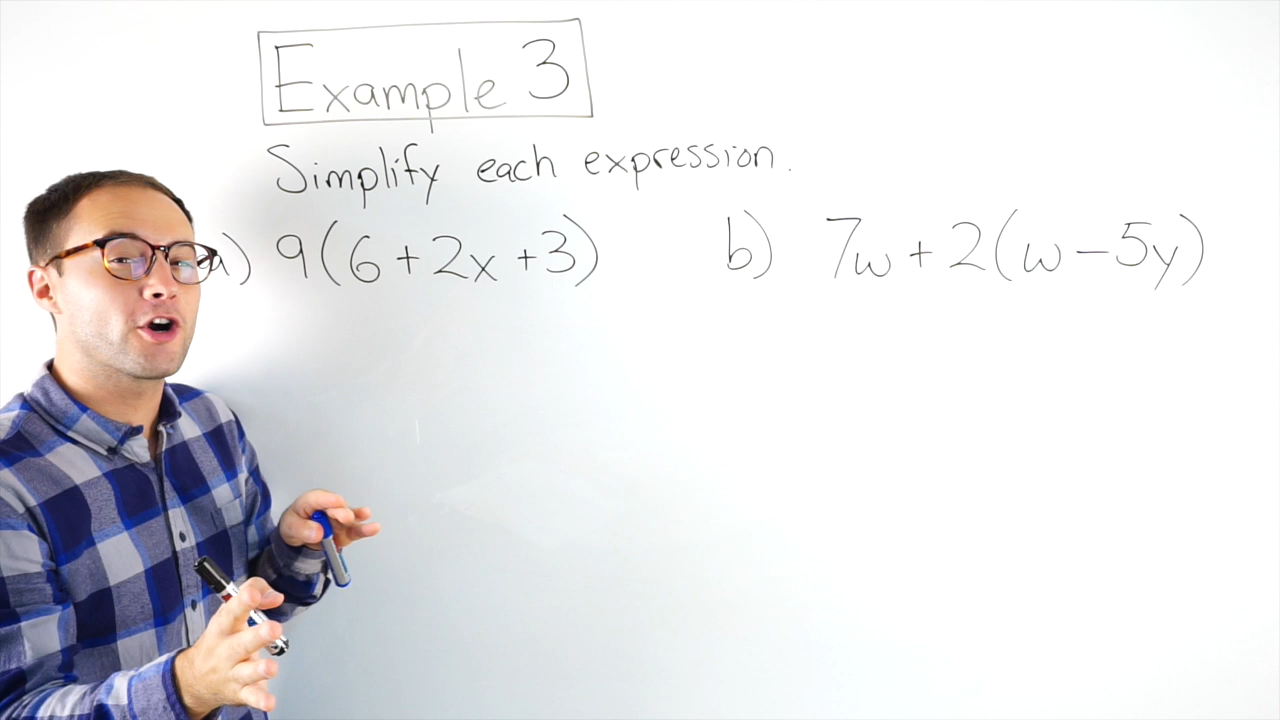 Example 3
Simplify each expression.
a) 9(6+2x+3) b) 7w+2(w-5y)